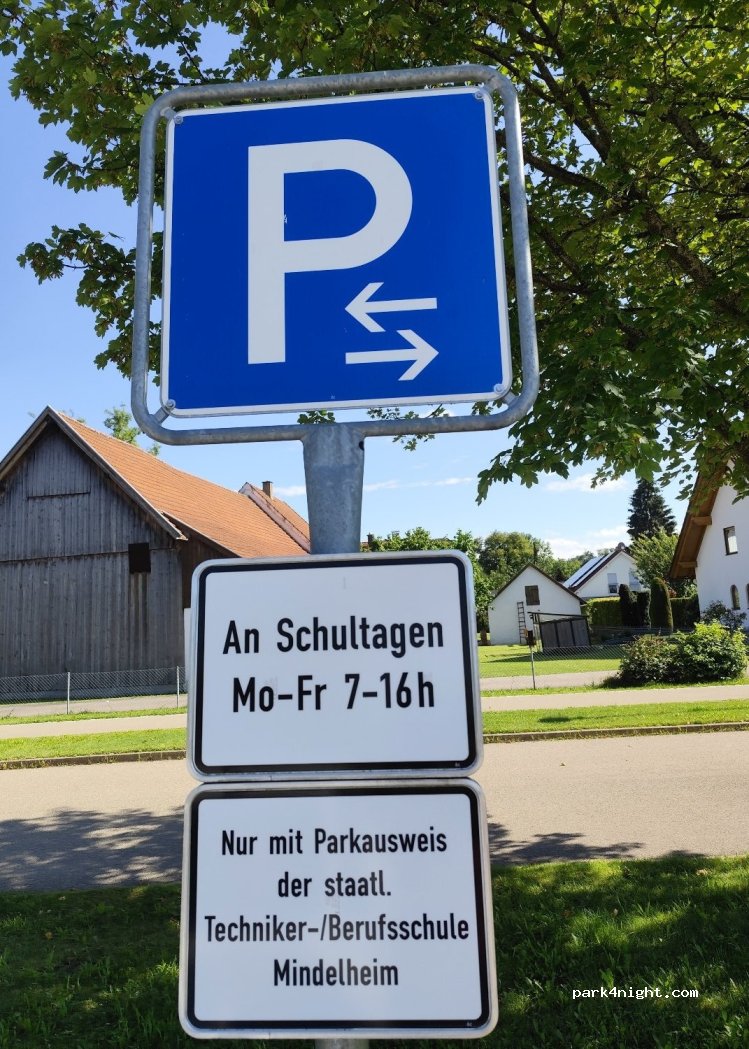 P
An Schultagen
Mo-Fr 7-16h
Nur mit Parkausweis
der staatl.
Techniker-/Berufsschule
Mindelheim
park4night.com